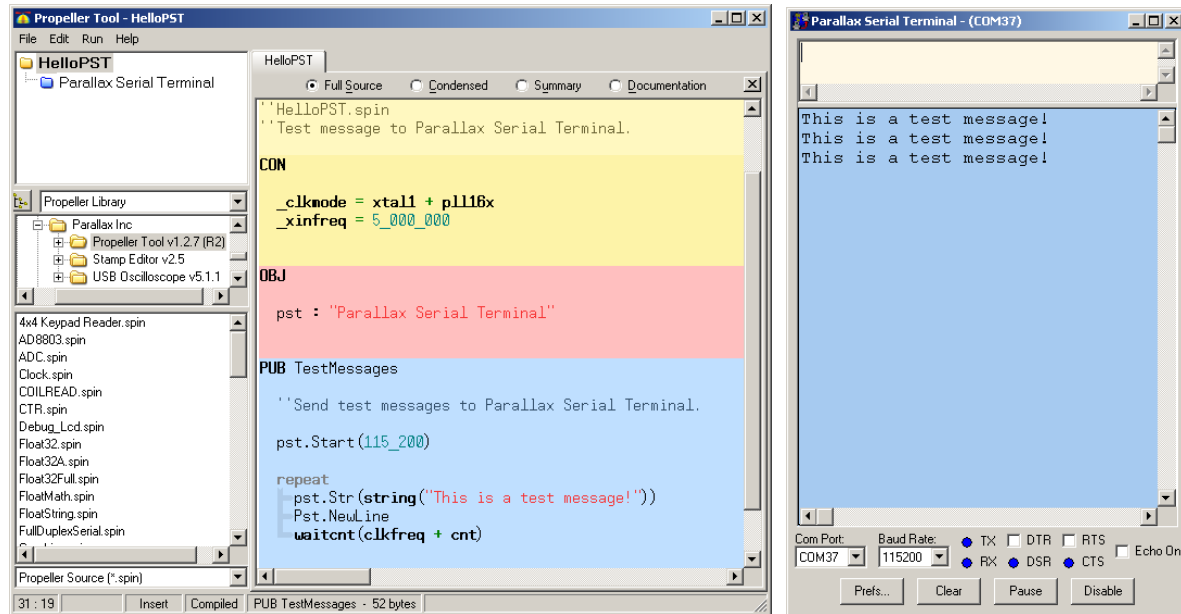 Propeller Tool - HelloPST
File Edit Run Help
HelloPST
Parallax Serial Terminal
Propeller Library
Parallax Inc
Propeller Tool v1.2.7 (R2)
Stamp Editor v2.5
USB Oscilloscope v5.1.1
4x4 Keypad Reader.spin
AD8803.spin
ADC.spin
Clock.spin
COILREAD.spin
CTR.spin
Debug_Lcd.spin
Float32.spin
Float32A.spin
Float32Full.spin
FloatMath.spin
FloatString.spin
FullDuplexSerial.spin
Propeller Source (*.spin)
HelloPST
Full Source Condensed Summary Documentation
''HelloPST.spin
''Test message to Parallax Serial Terminal.
CON
_clkmode = xtal1 + pll16x
_xinfreq = 5_000_000
OBJ
pst : "Parallax Serial Terminal"
PUB TestMessages
''Send test messages to Parallax Serial Terminal.
pst.Start(115_200)
repeat
pst.Str(string("This is a test message!"))
Pst.NewLine
waitcnt(clkfreq + cnt)
31 : 19 Insert Compiled PUB TestMessages - 52 bytes
Parallax Serial Terminal - (COM37)
This is a test message!
This is a test message!
This is a test message!
Com Port: Baud Rate: TX DTR RTS
COM37 115200 RX DSR CTS Echo On
Prefs... Clear Pause Disable